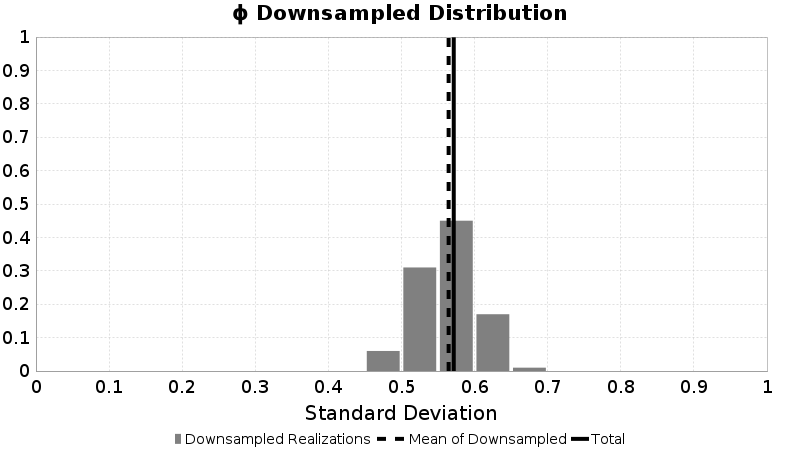 ϕ Downsampled Distribution
1
0.9
0.8
0.7
0.6
0.5
0.4
0.3
0.2
0.1
0
0 0.1 0.2 0.3 0.4 0.5 0.6 0.7 0.8 0.9 1
Standard Deviation
Downsampled Realizations Mean of Downsampled Total